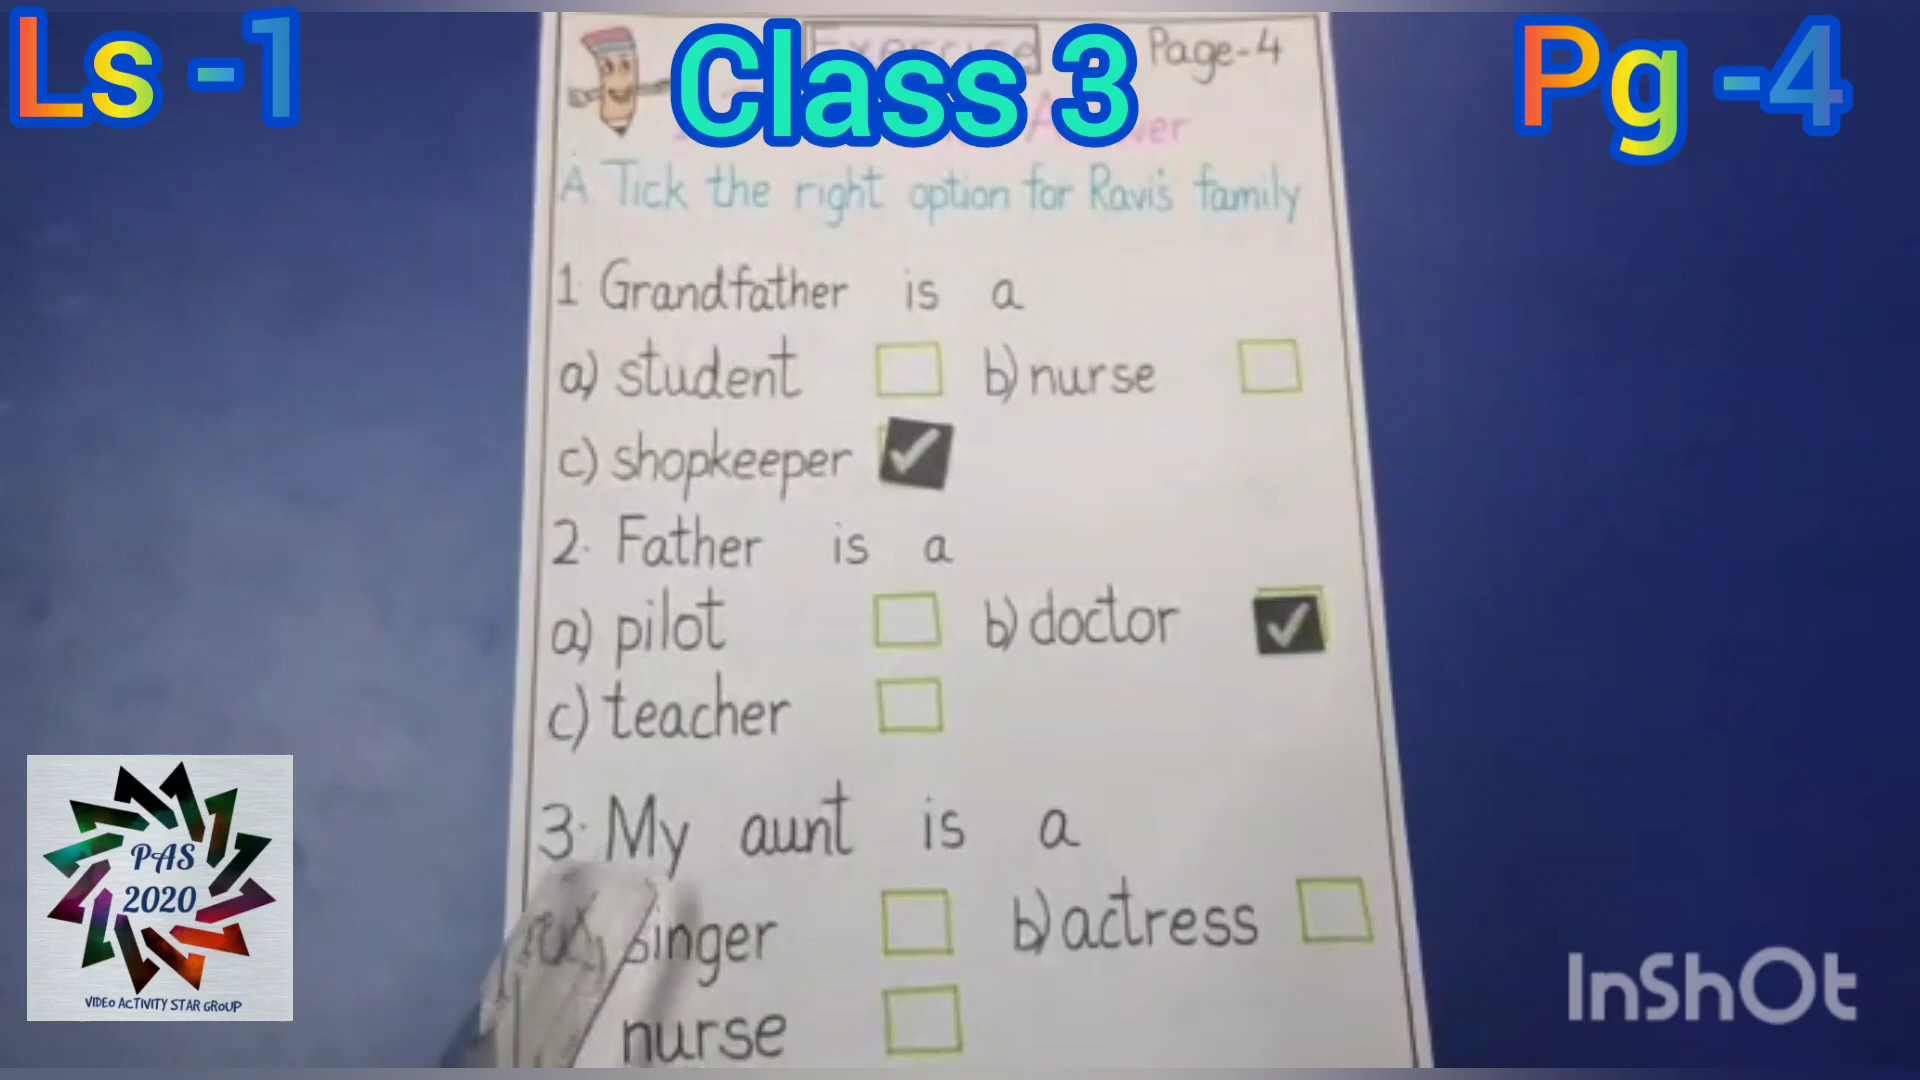 Ls -1
Class 3
Pg -4
Exercise Page-4
Answer
A. Tick the right option for Ravi's family
1. Grandfather is a
a) student b) nurse
c) shopkeeper
2. Father is a
a) pilot b) doctor
c) teacher
3. My aunt is a
singer b) actress
nurse
PAS
2020
VIDEO ACTIVITY STAR GROUP
InShOt